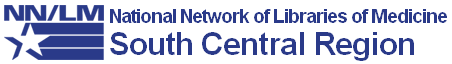 NN/LM
National Network of Libraries of Medicine
South Central Region